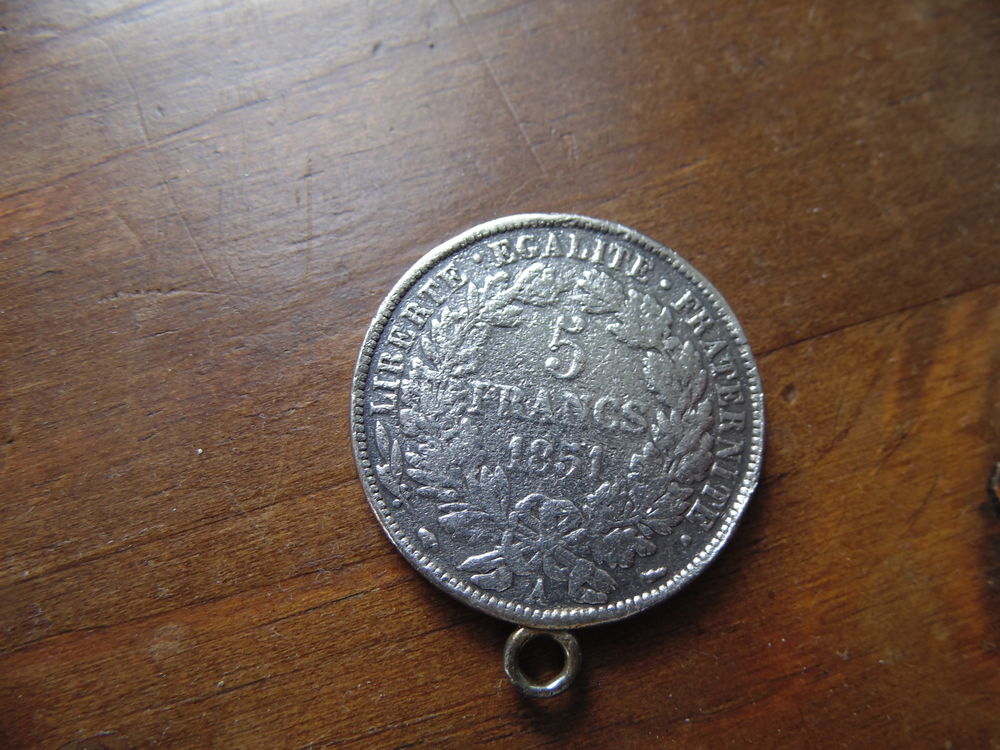 LIBERTE · EGALITE · FRATERNITE ·
5
FRANCS
1851
A